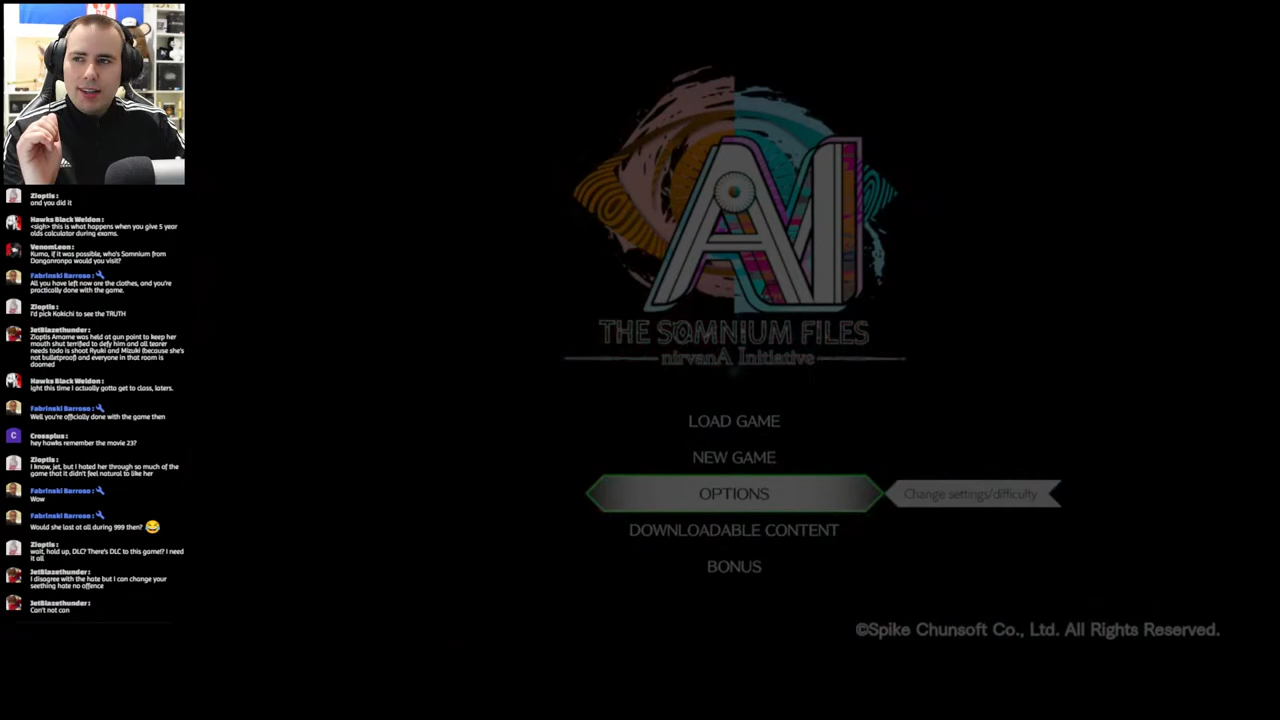 Zioptis :
and you did it
Hawks Black Weldon :
<sigh> this is what happens when you give 5 year
olds calculator during exams.
VenomLeon :
Kuma, if it was possible, who's Somnium from
Danganronpa would you visit?
Fabrinski Barroso :
All you have left now are the clothes, and you're
practically done with the game.
Zioptis :
I'd pick Kokichi to see the TRUTH
JetBlazethunder :
Zioptis Amame was held at gun point to keep her
mouth shut terrified to defy him and all tearer
needs todo is shoot Ryuki and Mizuki (because she's
not bulletproof) and everyone in that room is
doomed
Hawks Black Weldon :
ight this time I actually gotta get to class, laters.
Fabrinski Barroso :
Well you're officially done with the game then
C
Crossplus :
hey hawks remember the movie 23?
Zioptis :
I know, jet, but I hated her through so much of the
game that it didn't feel natural to like her
Fabrinski Barroso :
Wow
Fabrinski Barroso :
Would she last at all during 999 then?
Zioptis :
wait, hold up, DLC? There's DLC to this game!? I need
it all
JetBlazethunder :
I disagree with the hate but I can change your
seething hate no offence
JetBlazethunder :
Can't not can
AI
THE SOMNIUM FILES
nirvanA Initiative
LOAD GAME
NEW GAME
OPTIONS
Change settings/difficulty
DOWNLOADABLE CONTENT
BONUS
©Spike Chunsoft Co., Ltd. All Rights Reserved.